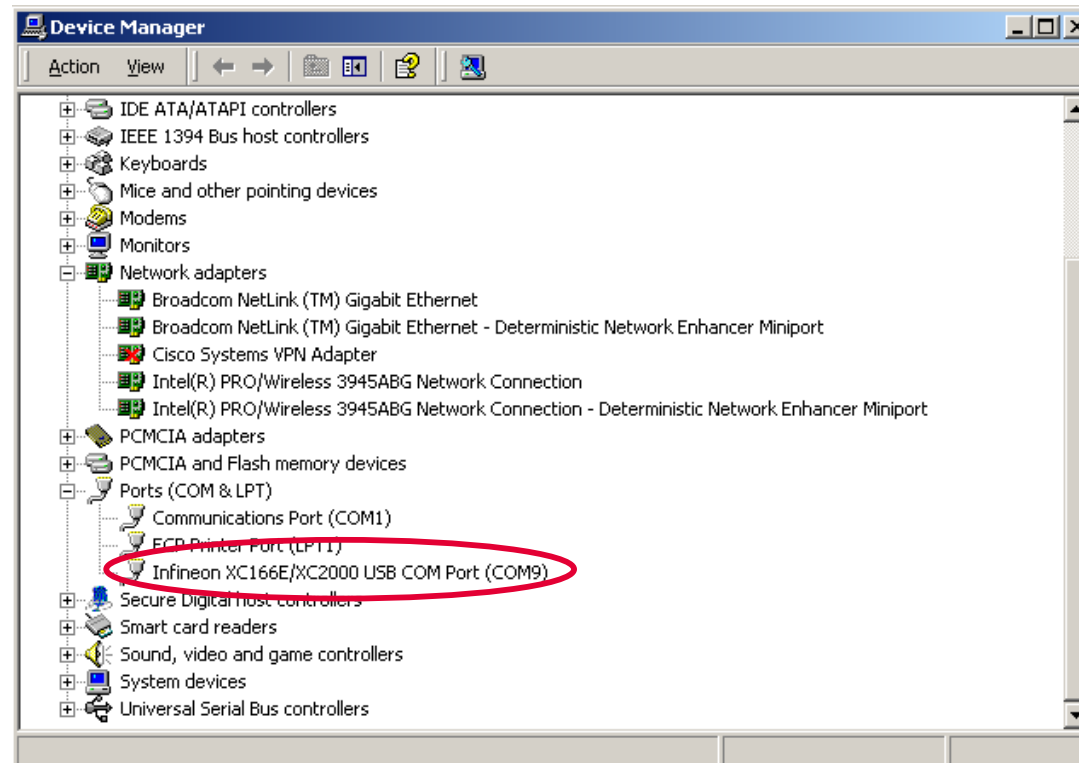 Device Manager
Action View
IDE ATA/ATAPI controllers
IEEE 1394 Bus host controllers
Keyboards
Mice and other pointing devices
Modems
Monitors
Network adapters
Broadcom NetLink (TM) Gigabit Ethernet
Broadcom NetLink (TM) Gigabit Ethernet - Deterministic Network Enhancer Miniport
Cisco Systems VPN Adapter
Intel(R) PRO/Wireless 3945ABG Network Connection
Intel(R) PRO/Wireless 3945ABG Network Connection - Deterministic Network Enhancer Miniport
PCMCIA adapters
PCMCIA and Flash memory devices
Ports (COM & LPT)
Communications Port (COM1)
ECP Printer Port (LPT1)
Infineon XC166E/XC2000 USB COM Port (COM9)
Secure Digital host controllers
Smart card readers
Sound, video and game controllers
System devices
Universal Serial Bus controllers